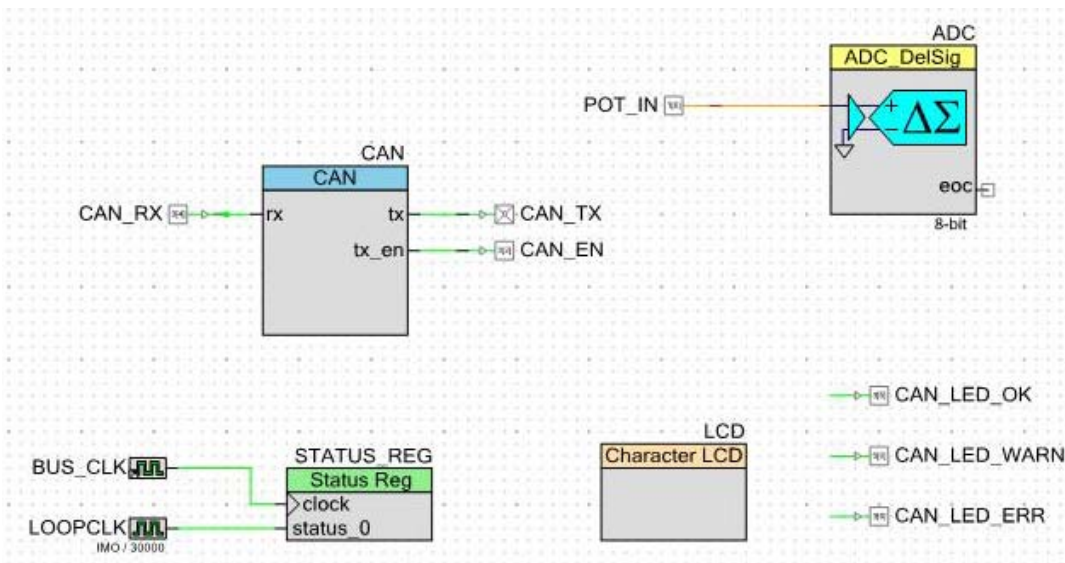 ADC
ADC_DelSig
POT_IN
+
ΔΣ
−
eoc
8-bit
CAN
CAN
CAN_RX
rx
tx
CAN_TX
tx_en
CAN_EN
CAN_LED_OK
LCD
Character LCD
CAN_LED_WARN
CAN_LED_ERR
STATUS_REG
Status Reg
BUS_CLK
clock
LOOPCLK
status_0
IMO / 30000